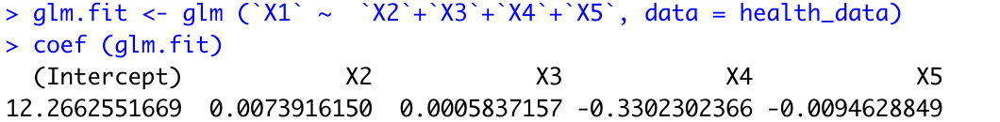 > glm.fit <- glm (`X1` ~  `X2`+`X3`+`X4`+`X5`, data = health_data)
> coef (glm.fit)
  (Intercept)            X2            X3            X4            X5
12.2662551669  0.0073916150  0.0005837157 -0.3302302366 -0.0094628849